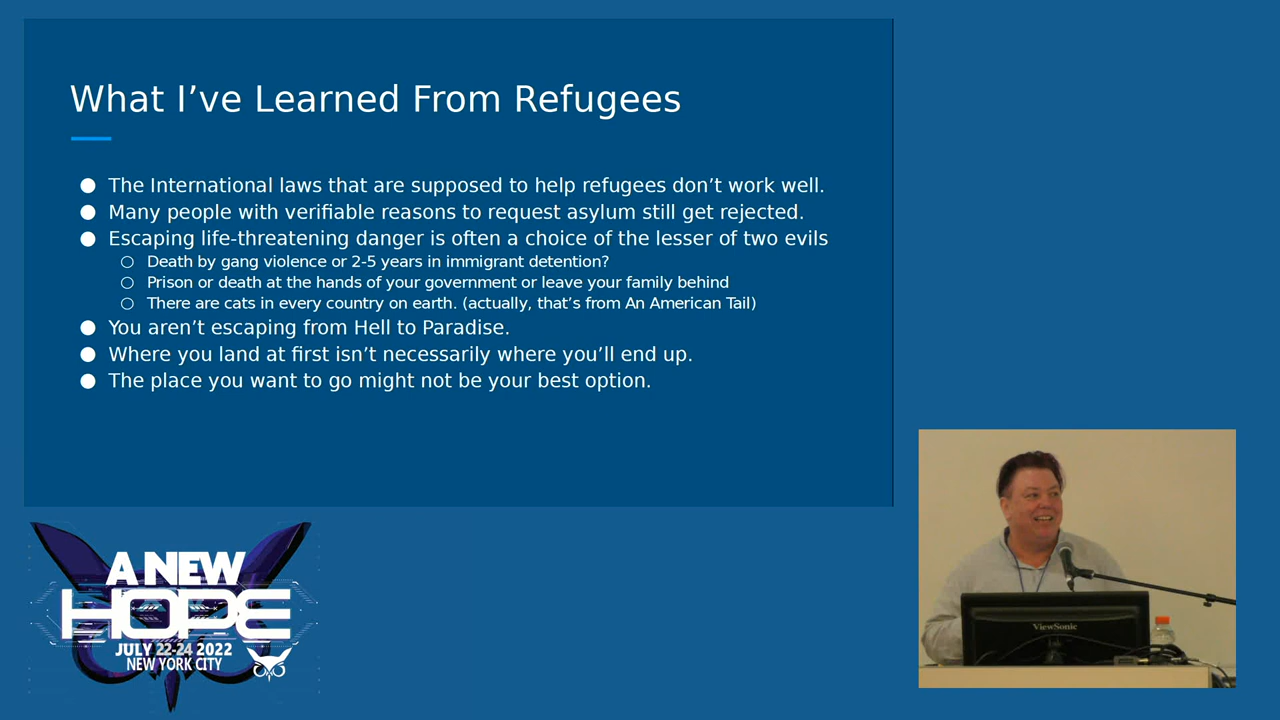 What I’ve Learned From Refugees
● The International laws that are supposed to help refugees don’t work well.
● Many people with verifiable reasons to request asylum still get rejected.
● Escaping life-threatening danger is often a choice of the lesser of two evils
○ Death by gang violence or 2-5 years in immigrant detention?
○ Prison or death at the hands of your government or leave your family behind
○ There are cats in every country on earth. (actually, that’s from An American Tail)
● You aren’t escaping from Hell to Paradise.
● Where you land at first isn’t necessarily where you’ll end up.
● The place you want to go might not be your best option.
A NEW
HOPE
JULY 22-24 2022
NEW YORK CITY
ViewSonic